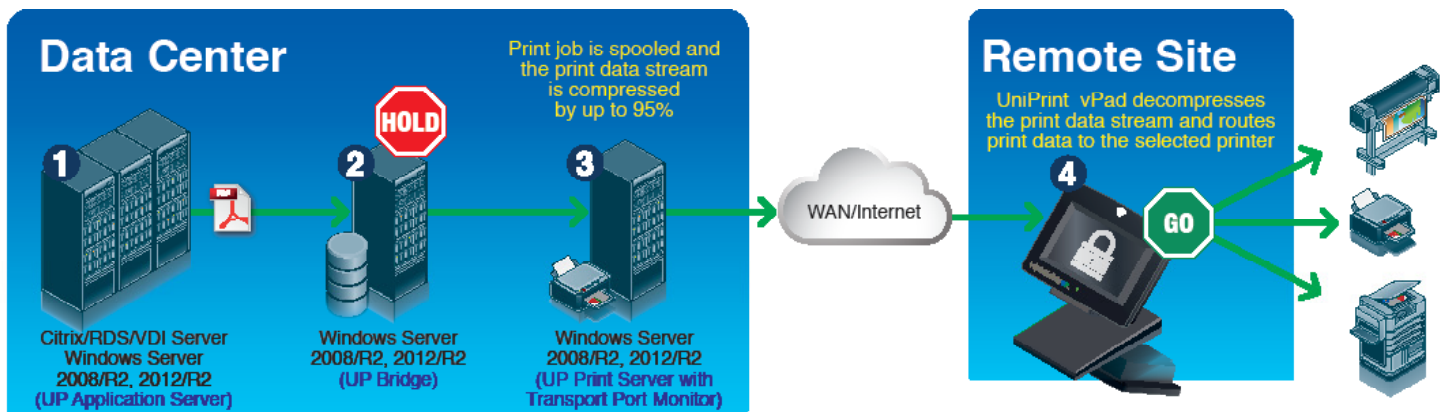 Data Center
Print job is spooled and
the print data stream
is compressed
by up to 95%
1
PDF
HOLD
2
3
Citrix/RDS/VDI Server
Windows Server
2008/R2, 2012/R2
(UP Application Server)
Windows Server
2008/R2, 2012/R2
(UP Bridge)
Windows Server
2008/R2, 2012/R2
(UP Print Server with
Transport Port Monitor)
WAN/Internet
Remote Site
UniPrint vPad decompresses
the print data stream and routes
print data to the selected printer
4
GO